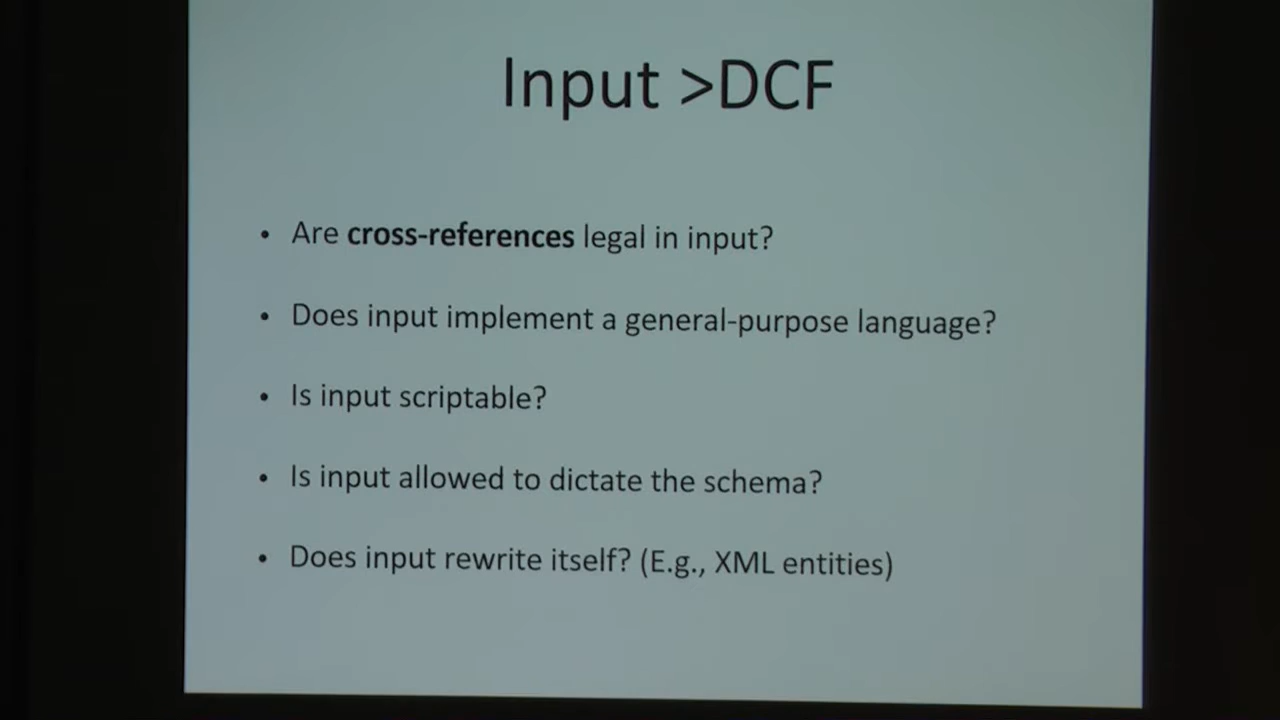 Input >DCF
• Are cross-references legal in input?
• Does input implement a general-purpose language?
• Is input scriptable?
• Is input allowed to dictate the schema?
• Does input rewrite itself? (E.g., XML entities)